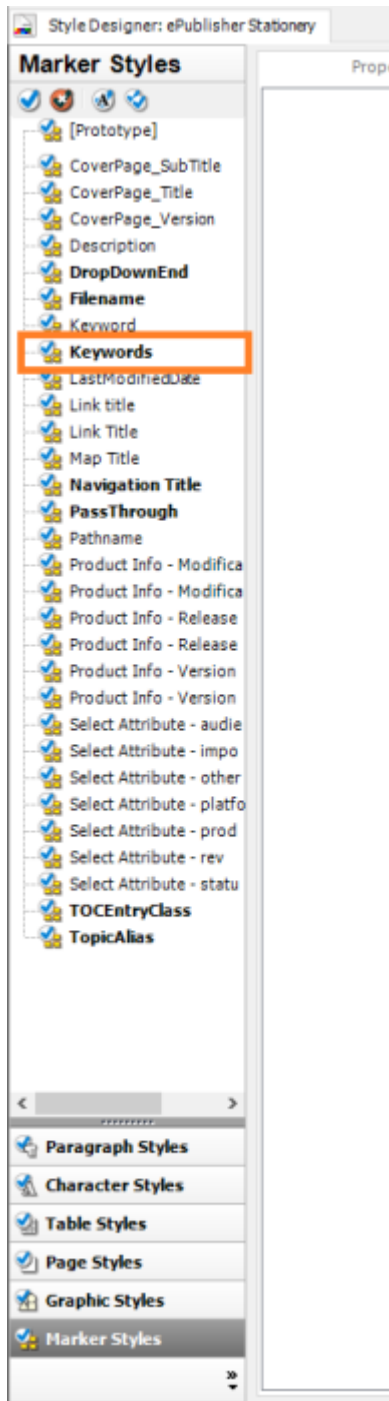 Style Designer: ePublisher Stationery
Marker Styles
Prop
[Prototype]
CoverPage_SubTitle
CoverPage_Title
CoverPage_Version
Description
DropDownEnd
Filename
Keyword
Keywords
LastModifiedDate
Link title
Link Title
Map Title
Navigation Title
PassThrough
Pathname
Product Info - Modifica
Product Info - Modifica
Product Info - Release
Product Info - Release
Product Info - Version
Product Info - Version
Select Attribute - audie
Select Attribute - impo
Select Attribute - other
Select Attribute - platfo
Select Attribute - prod
Select Attribute - rev
Select Attribute - statu
TOCEntryClass
TopicAlias
Paragraph Styles
Character Styles
Table Styles
Page Styles
Graphic Styles
Marker Styles